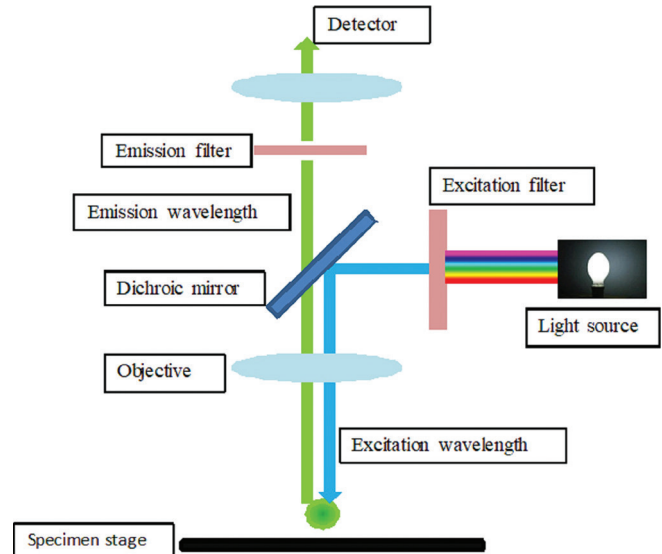 Detector
Emission filter
Excitation filter
Emission wavelength
Dichroic mirror
Light source
Objective
Excitation wavelength
Specimen stage